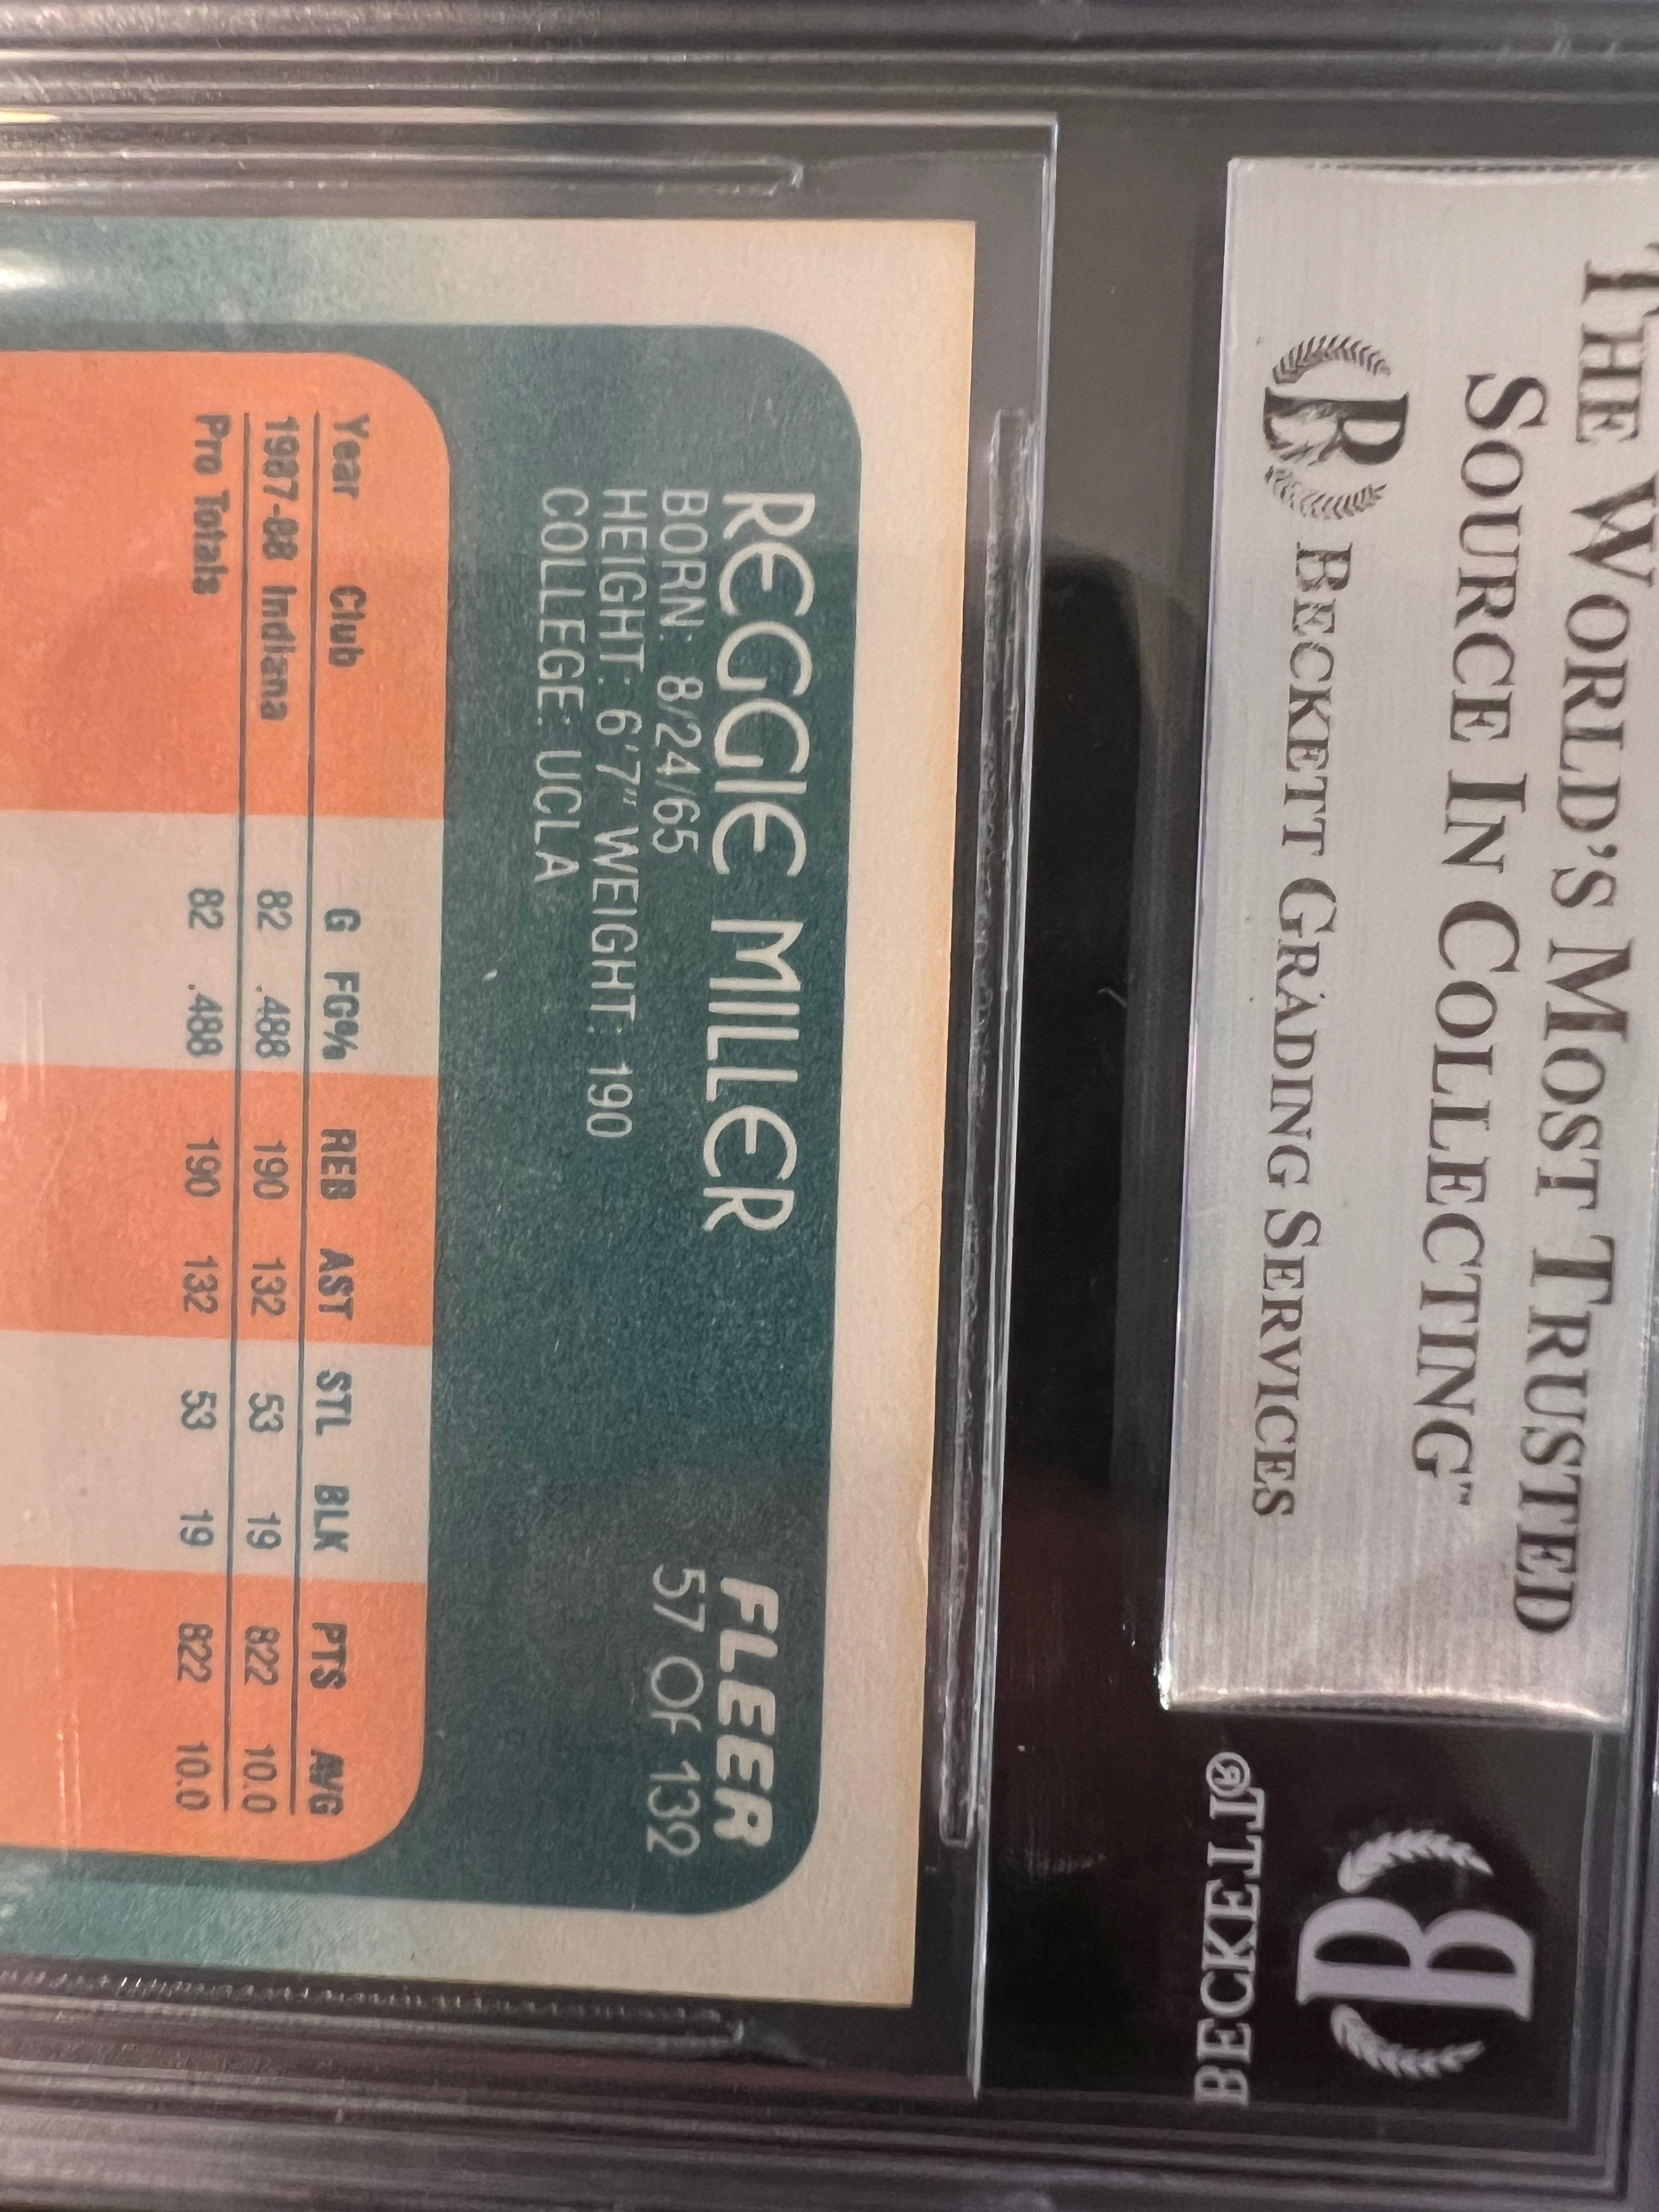 "THE WORLD'S MOST TRUSTED
SOURCE IN COLLECTING™
B BECKETT GRADING SERVICES
B
BECKETT®
REGGIE MILLER
BORN: 8/24/65
HEIGHT: 6'7" WEIGHT: 190
COLLEGE: UCLA
FLEER
57 OF 132
Year Club G FG% REB AST STL BLK PTS AVG
1987-88 Indiana 82 .488 190 132 53 19 822 10.0
Pro Totals 82 .488 190 132 53 19 822 10.0